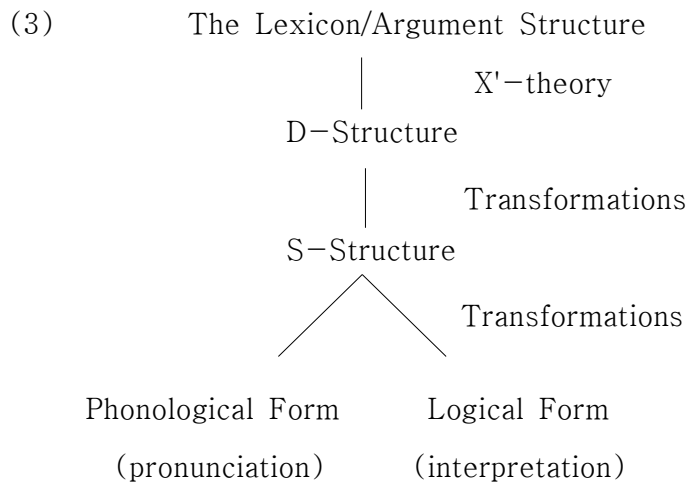 (3) The Lexicon/Argument Structure
X'-theory
D-Structure
Transformations
S-Structure
Transformations
Phonological Form Logical Form
(pronunciation) (interpretation)